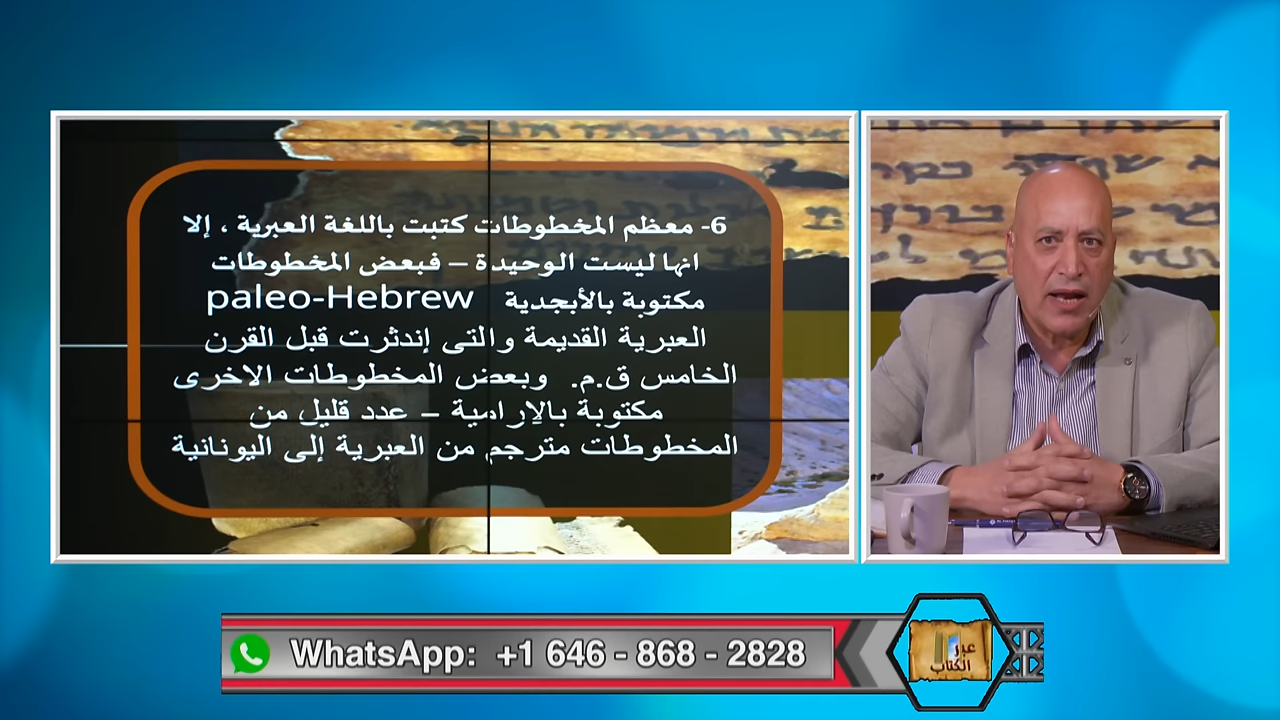 6- معظم المخطوطات كتبت باللغة العبرية ، إلا
انها ليست الوحيدة – فبعض المخطوطات
مكتوبة بالأبجدية paleo-Hebrew
العبرية القديمة والتى إندثرت قبل القرن
الخامس ق.م. وبعض المخطوطات الاخرى
مكتوبة بالإرامية – عدد قليل من
المخطوطات مترجم من العبرية إلى اليونانية
WhatsApp: +1 646 - 868 - 2828
الكتاب